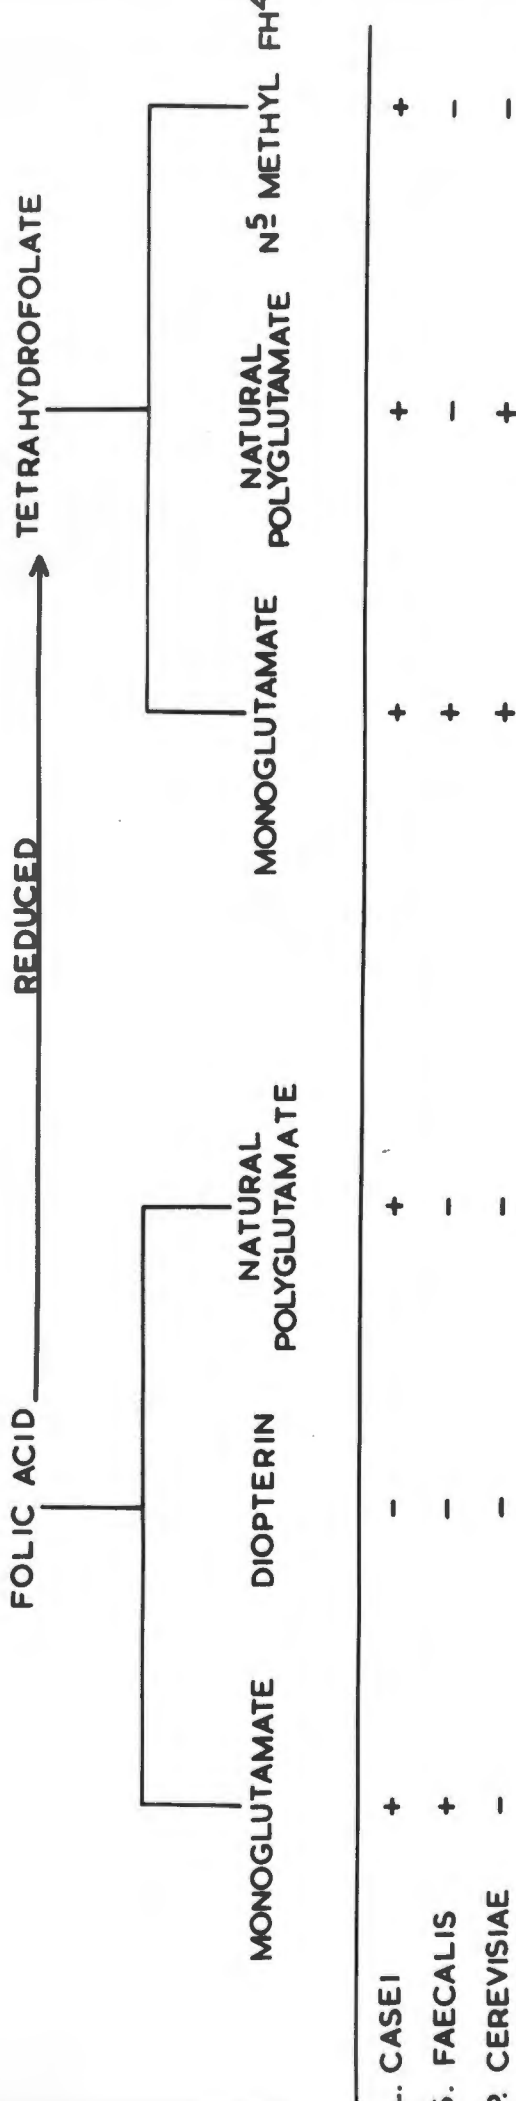 FOLIC ACID REDUCED TETRAHYDROFOLATE
MONOGLUTAMATE DIOPTERIN NATURAL POLYGLUTAMATE MONOGLUTAMATE NATURAL POLYGLUTAMATE N5 METHYL FH4
L. CASEI + - + + + +
S. FAECALIS + - - + - -
P. CEREVISIAE - - - + + -